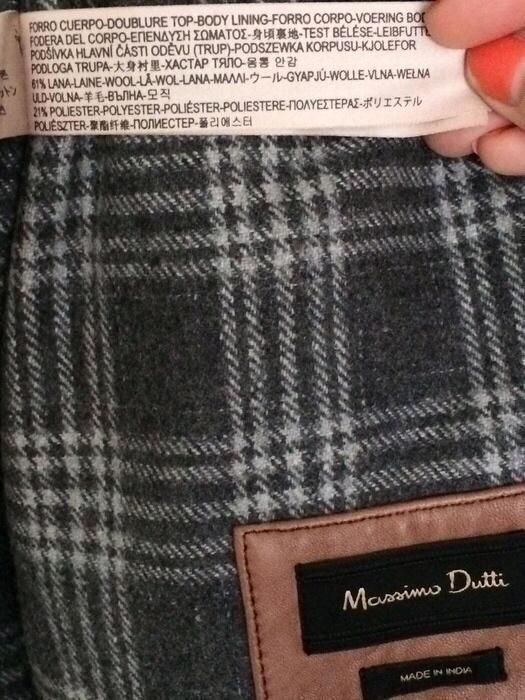 FORRO CUERPO-DOUBLURE TOP-BODY LINING-FORRO CORPO-VOERING
FODERA DEL CORPO-ΕΠΕΝΔΥΣΗ ΣΩΜΑΤΟΣ-身頃裏地-TEST BÉLÉSE-LEIBFUTTE
PODŠÍVKA HLAVNÍ ČÁSTI ODĚVU (TRUP)-PODSZEWKA KORPUSU-KJOLEFOR
PODLOGA TRUPA-大身衬里-ХАСТАР ТЯЛО-몸통 안감
61% LANA-LAINE-WOOL-LÃ-WOL-LANA-ΜΑΛΛΙ-ウール-GYAPJÚ-WOLLE-VLNA-WEŁNA
ULD-VOLNA-羊毛-ВЪЛНА-모직
21% POLIESTER-POLYESTER-POLIÉSTER-POLIESTERE-ΠΟΛΥΕΣΤΕΡΑΣ-ポリエステル
POLIÉSZTER-聚酯纤维-ПОЛИЕСТЕР-폴리에스터
Massimo Dutti
MADE IN INDIA